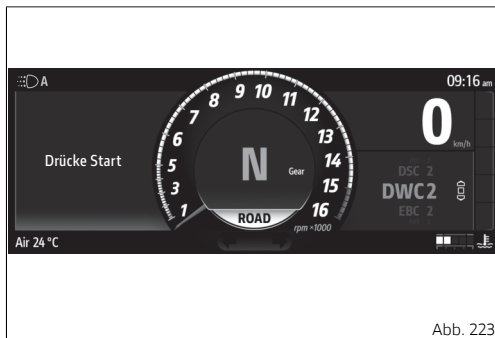 A
09:16 am
8 9 10 11
7 12
6 13
5 14
3 15
1 16
Drücke Start
N
Gear
ROAD
rpm ×1000
0
km/h
DSC 2
DWC 2
EBC 2
Air 24 °C
Abb. 223